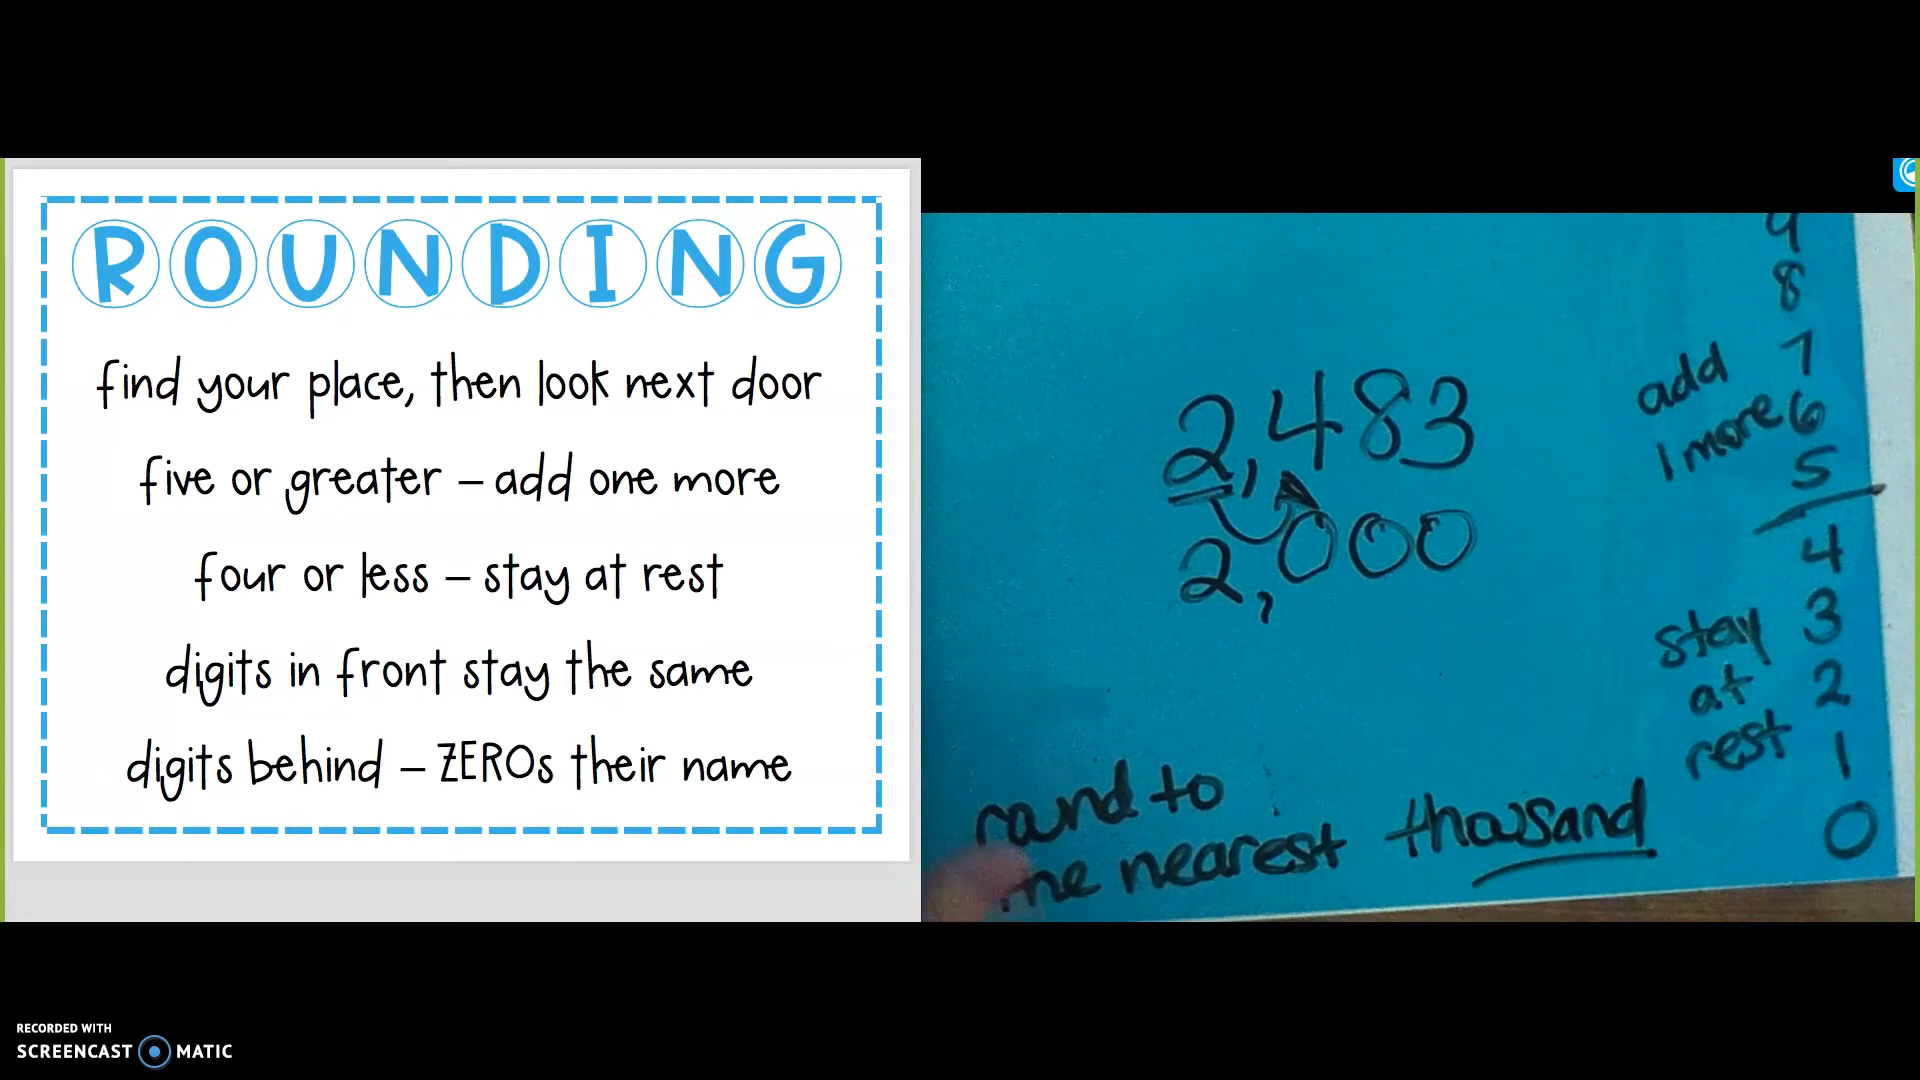 ROUNDING
find your place, then look next door
five or greater – add one more
four or less – stay at rest
digits in front stay the same
digits behind – ZEROs their name
2,483
2,000
9
8
7
6
5
4
3
2
1
0
add
1 more
stay
at
rest
round to
the nearest thousand
RECORDED WITH
SCREENCAST MATIC